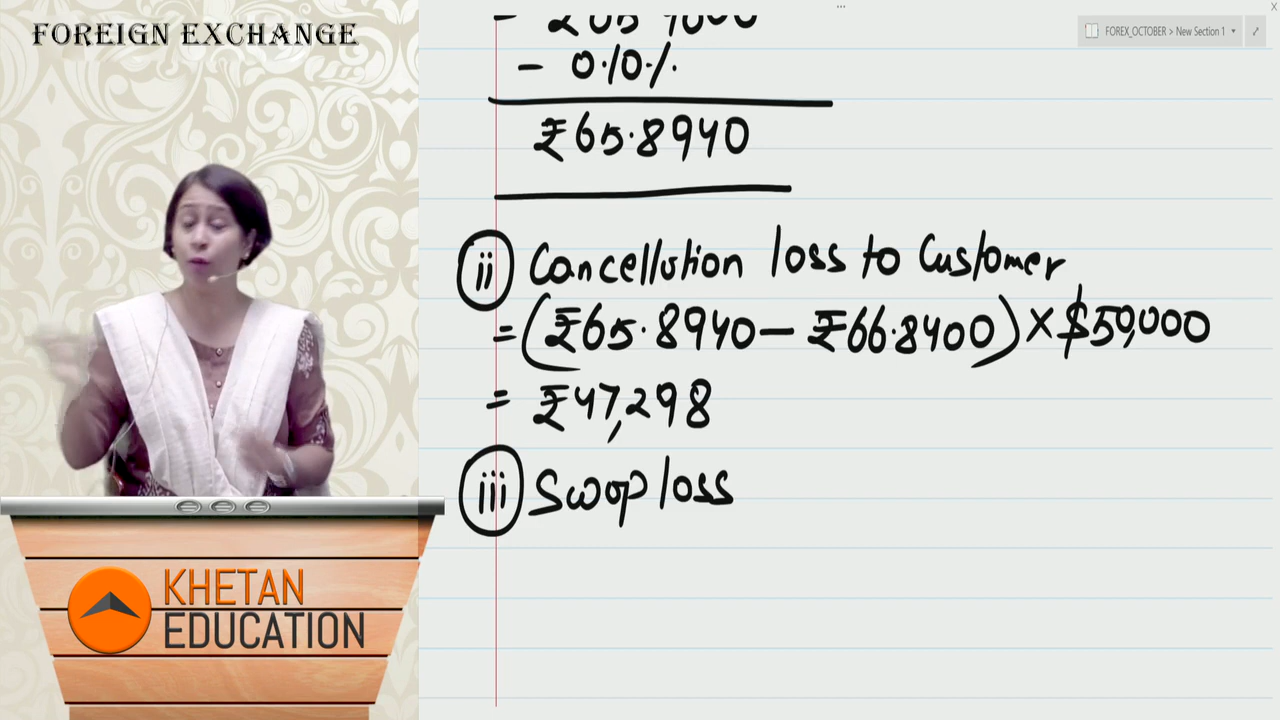 FOREIGN EXCHANGE
FOREX_OCTOBER > New Section 1
- 0.10%
₹65.8940
(ii) Cancellation loss to Customer
= (₹65.8940 - ₹66.8400) × $50,000
= ₹47,298
(iii) Swap loss
KHETAN
EDUCATION